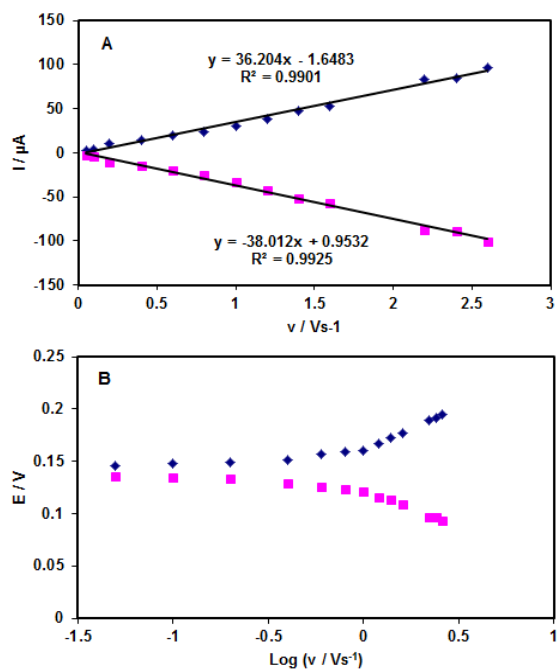 A
y = 36.204x - 1.6483
R² = 0.9901
150
100
50
0
-50
-100
-150
I / µA
y = -38.012x + 0.9532
R² = 0.9925
0 0.5 1 1.5 2 2.5 3
v / Vs-1
B
0.25
0.2
0.15
0.1
0.05
0
E / V
-1.5 -1 -0.5 0 0.5 1
Log (v / Vs-1)